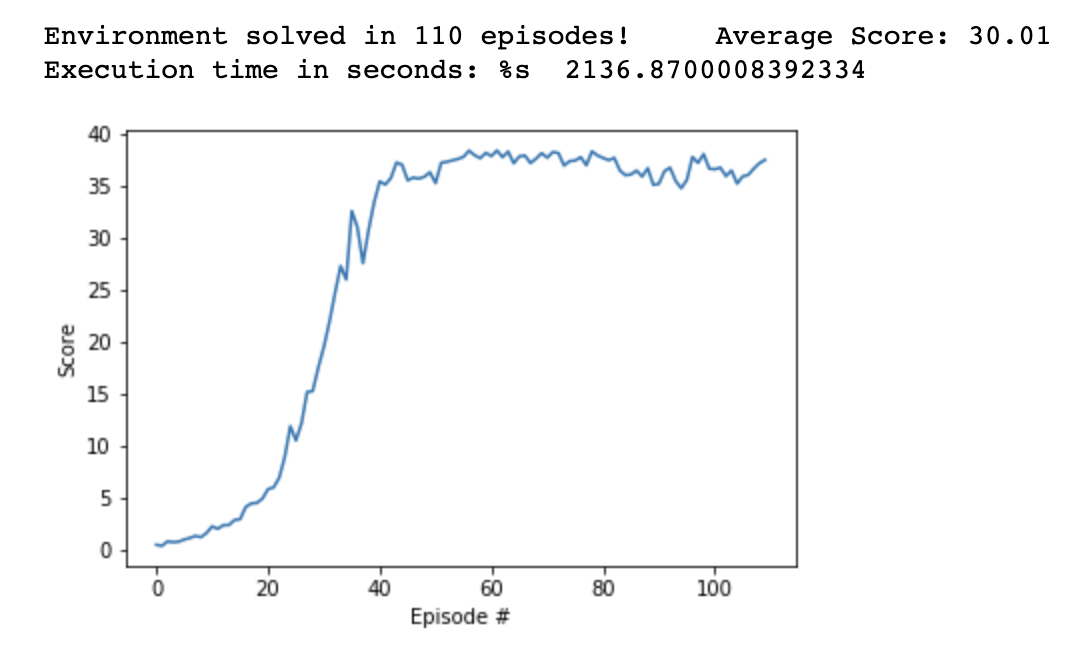 Environment solved in 110 episodes!     Average Score: 30.01
Execution time in seconds: %s  2136.8700008392334
40
35
30
25
20
15
10
5
0
Score
0 20 40 60 80 100
Episode #